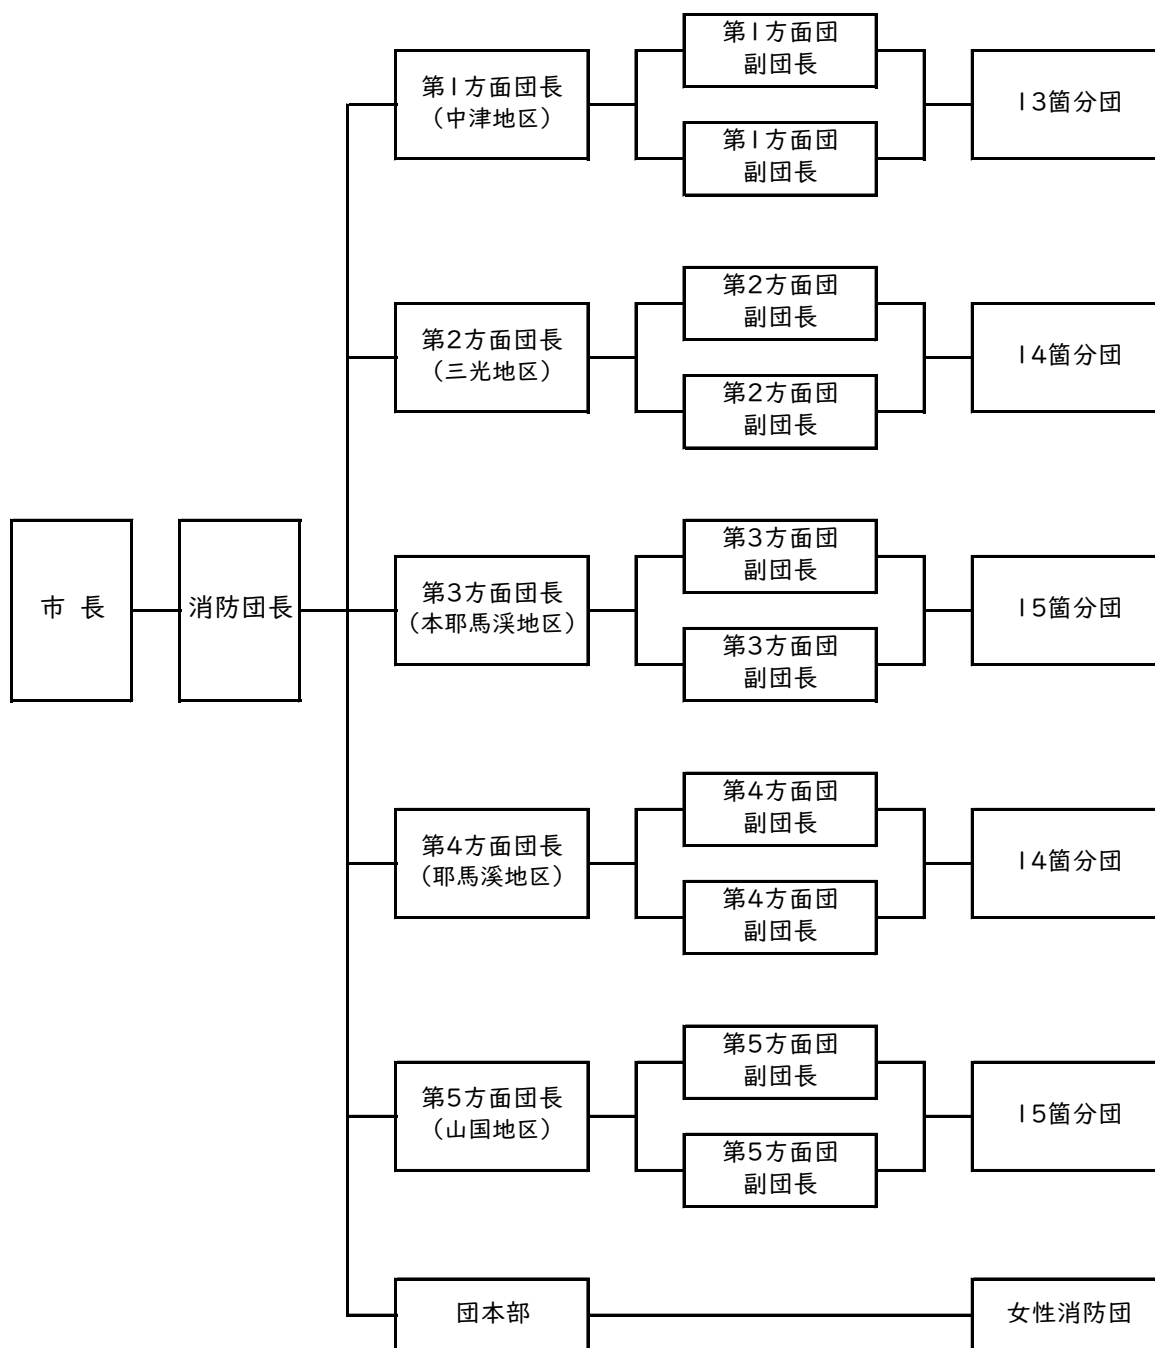 市 長
消防団長
第1方面団長
(中津地区)
第1方面団
副団長
第1方面団
副団長
13箇分団
第2方面団長
(三光地区)
第2方面団
副団長
第2方面団
副団長
14箇分団
第3方面団長
(本耶馬渓地区)
第3方面団
副団長
第3方面団
副団長
15箇分団
第4方面団長
(耶馬溪地区)
第4方面団
副団長
第4方面団
副団長
14箇分団
第5方面団長
(山国地区)
第5方面団
副団長
第5方面団
副団長
15箇分団
団本部
女性消防団